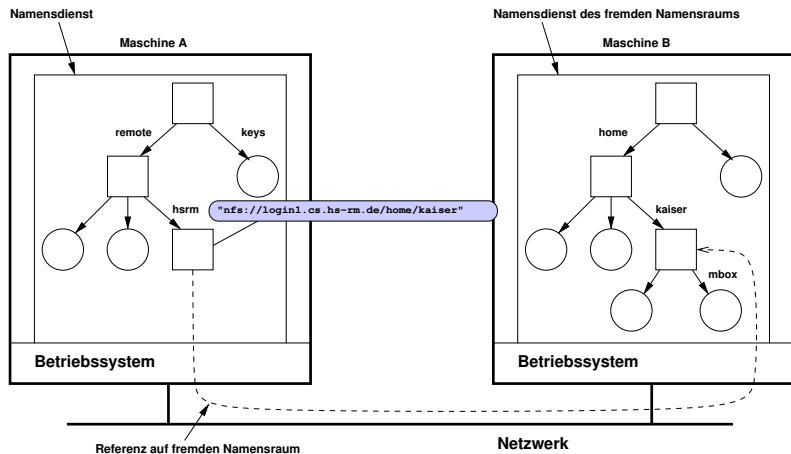 Namensdienst
Namensdienst des fremden Namensraums
Maschine A
Maschine B
remote
keys
home
hsrm
"nfs://login1.cs.hs-rm.de/home/kaiser"
kaiser
mbox
Betriebssystem
Betriebssystem
Referenz auf fremden Namensraum
Netzwerk